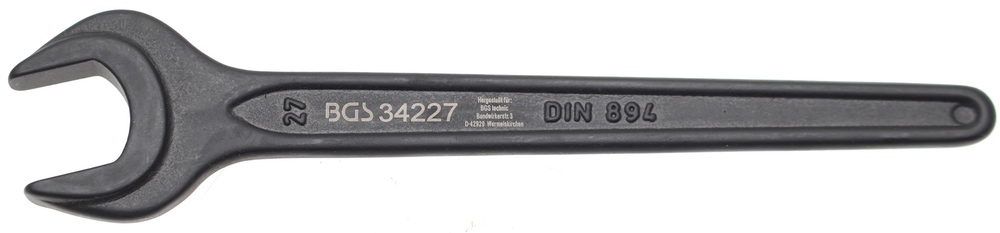 27
BGS 34227
Hergestellt für:
BGS technic
Bandwirkerstr. 3
D-42929 Wermelskirchen
DIN 894